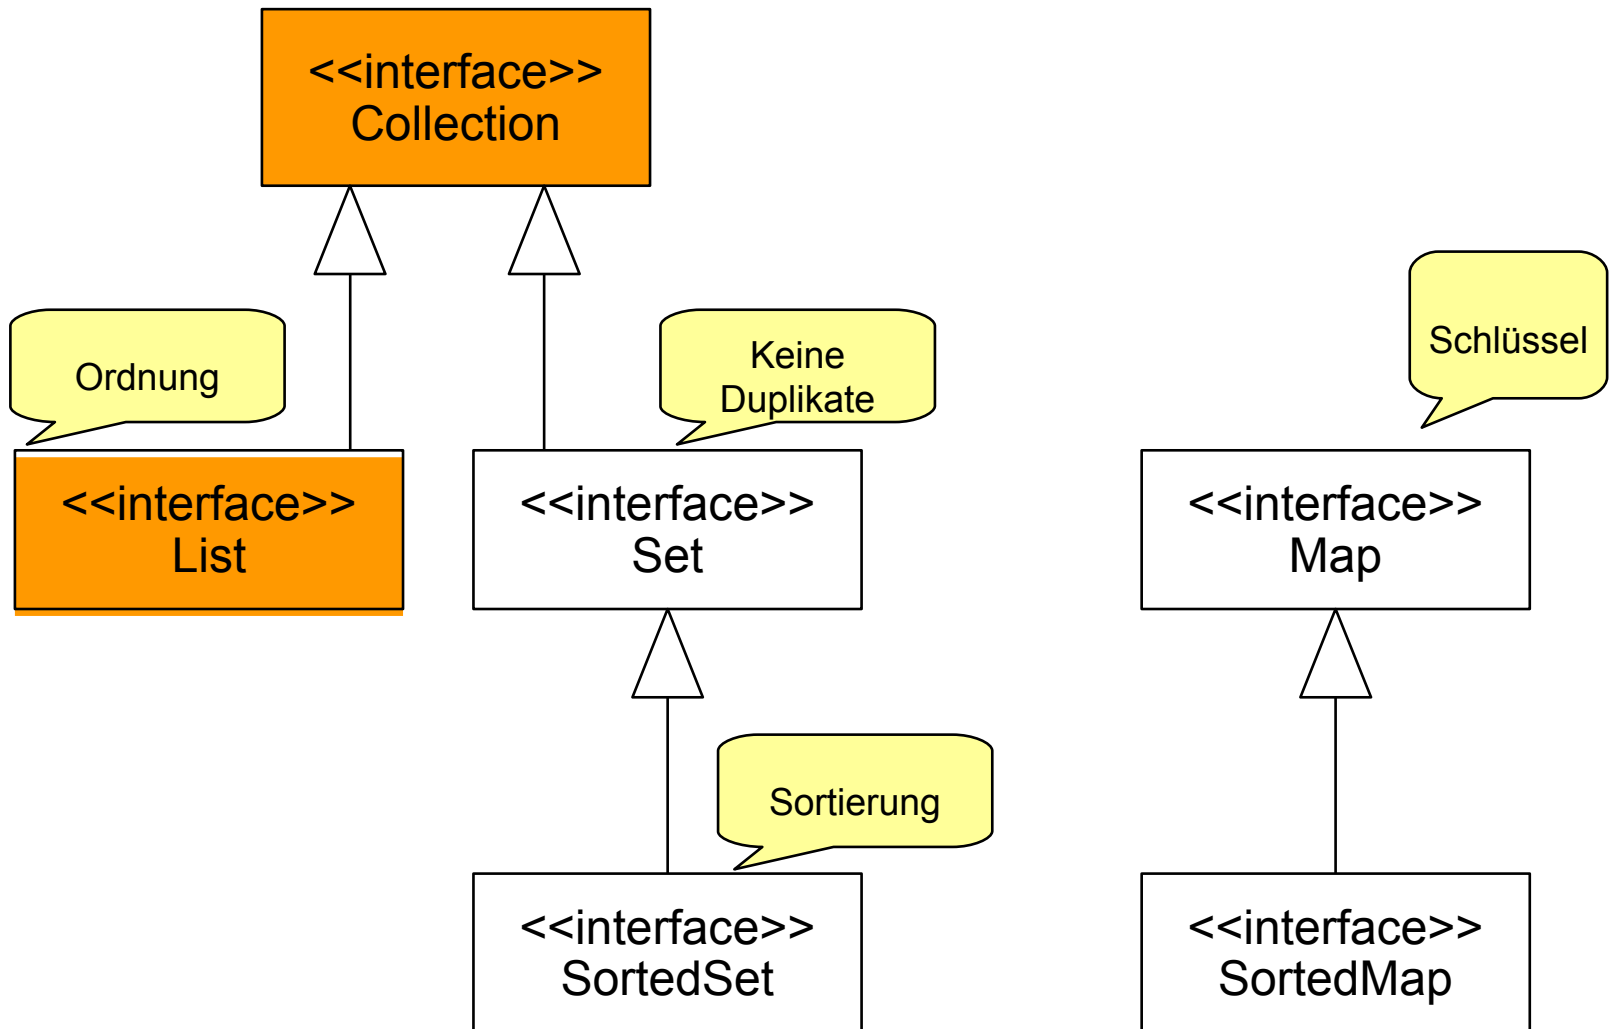 <<interface>>
Collection
Ordnung
Keine
Duplikate
Schlüssel
<<interface>>
List
<<interface>>
Set
<<interface>>
Map
Sortierung
<<interface>>
SortedSet
<<interface>>
SortedMap